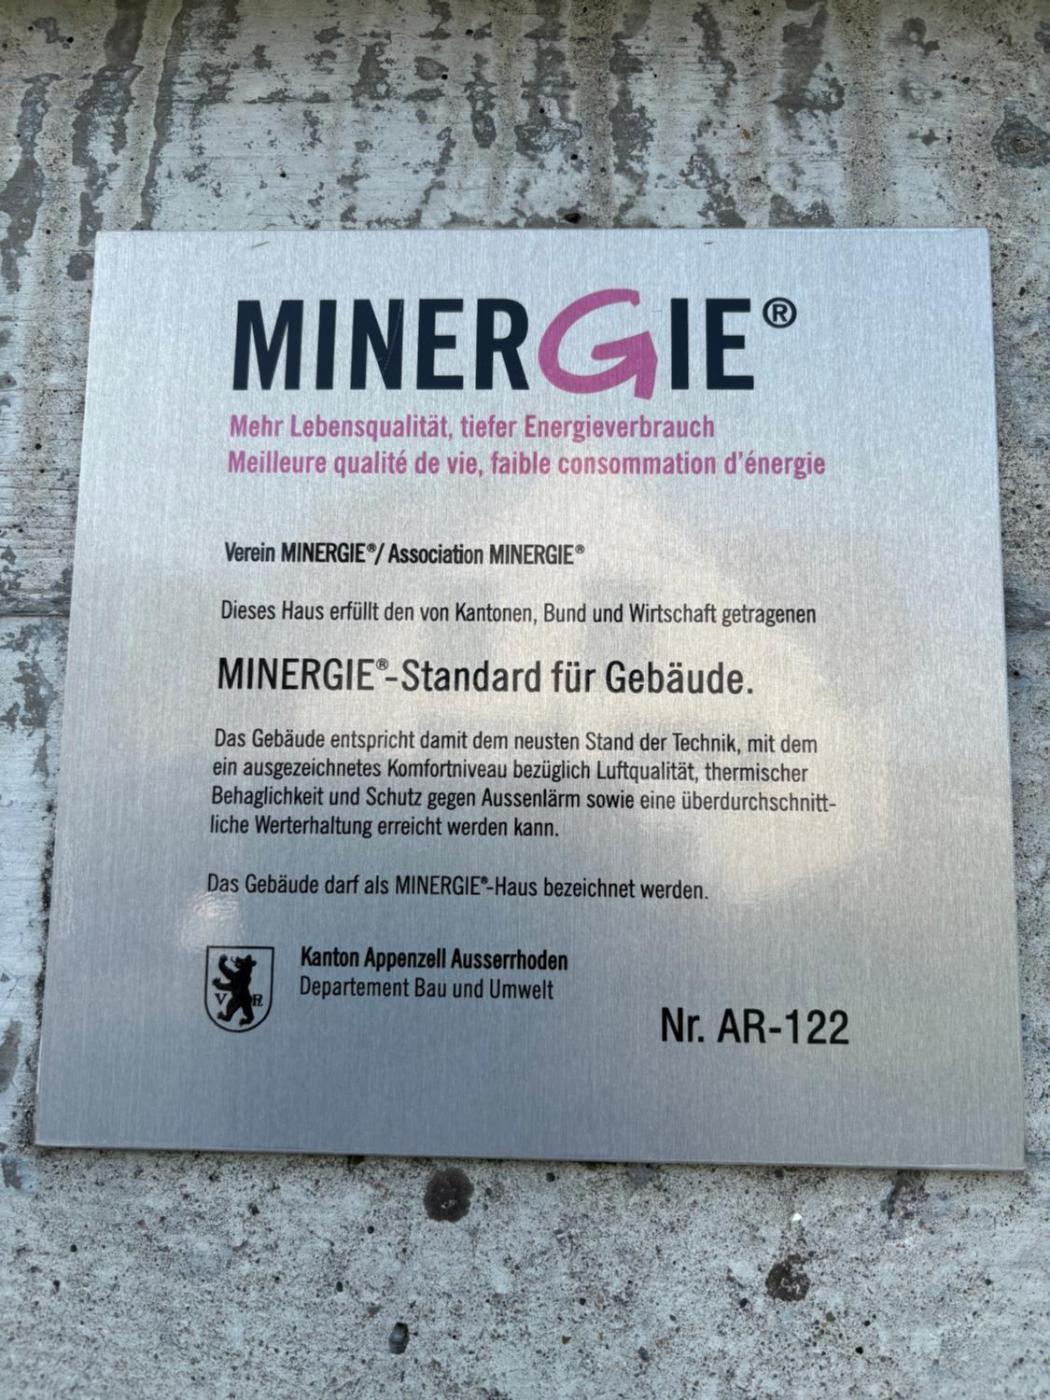 MINERGIE®
Mehr Lebensqualität, tiefer Energieverbrauch
Meilleure qualité de vie, faible consommation d'énergie
Verein MINERGIE®/ Association MINERGIE®
Dieses Haus erfüllt den von Kantonen, Bund und Wirtschaft getragenen
MINERGIE®-Standard für Gebäude.
Das Gebäude entspricht damit dem neusten Stand der Technik, mit dem
ein ausgezeichnetes Komfortniveau bezüglich Luftqualität, thermischer
Behaglichkeit und Schutz gegen Aussenlärm sowie eine überdurchschnitt-
liche Werterhaltung erreicht werden kann.
Das Gebäude darf als MINERGIE®-Haus bezeichnet werden.
V R
Kanton Appenzell Ausserrhoden
Departement Bau und Umwelt
Nr. AR-122